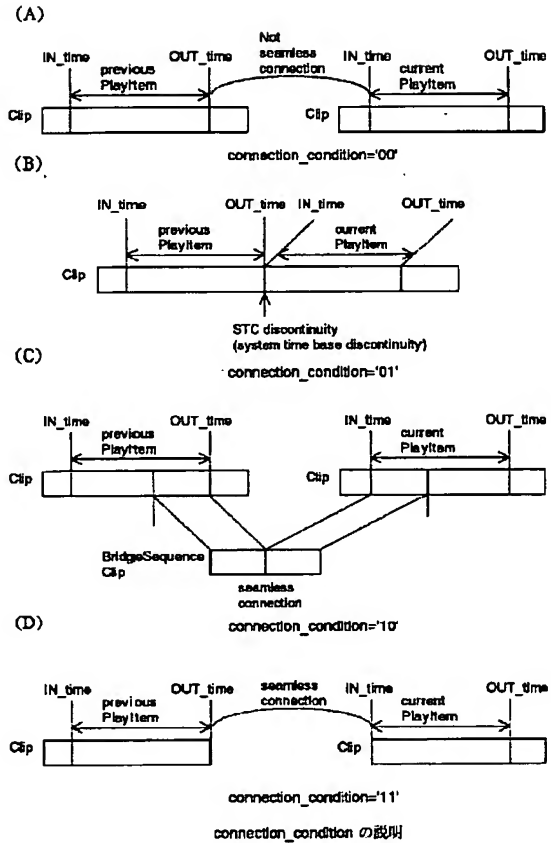 (A)
Not
seamless
connection
IN_time OUT_time IN_time OUT_time
previous
PlayItem
current
PlayItem
Clip Clip
connection_condition='00'
(B)
IN_time OUT_time IN_time OUT_time
previous
PlayItem
current
PlayItem
Clip
STC discontinuity
(system time base discontinuity)
connection_condition='01'
(C)
IN_time OUT_time IN_time OUT_time
previous
PlayItem
current
PlayItem
Clip Clip
BridgeSequence
Clip
seamless
connection
connection_condition='10'
(D)
IN_time OUT_time IN_time OUT_time
seamless
connection
previous
PlayItem
current
PlayItem
Clip Clip
connection_condition='11'
connection_condition の説明